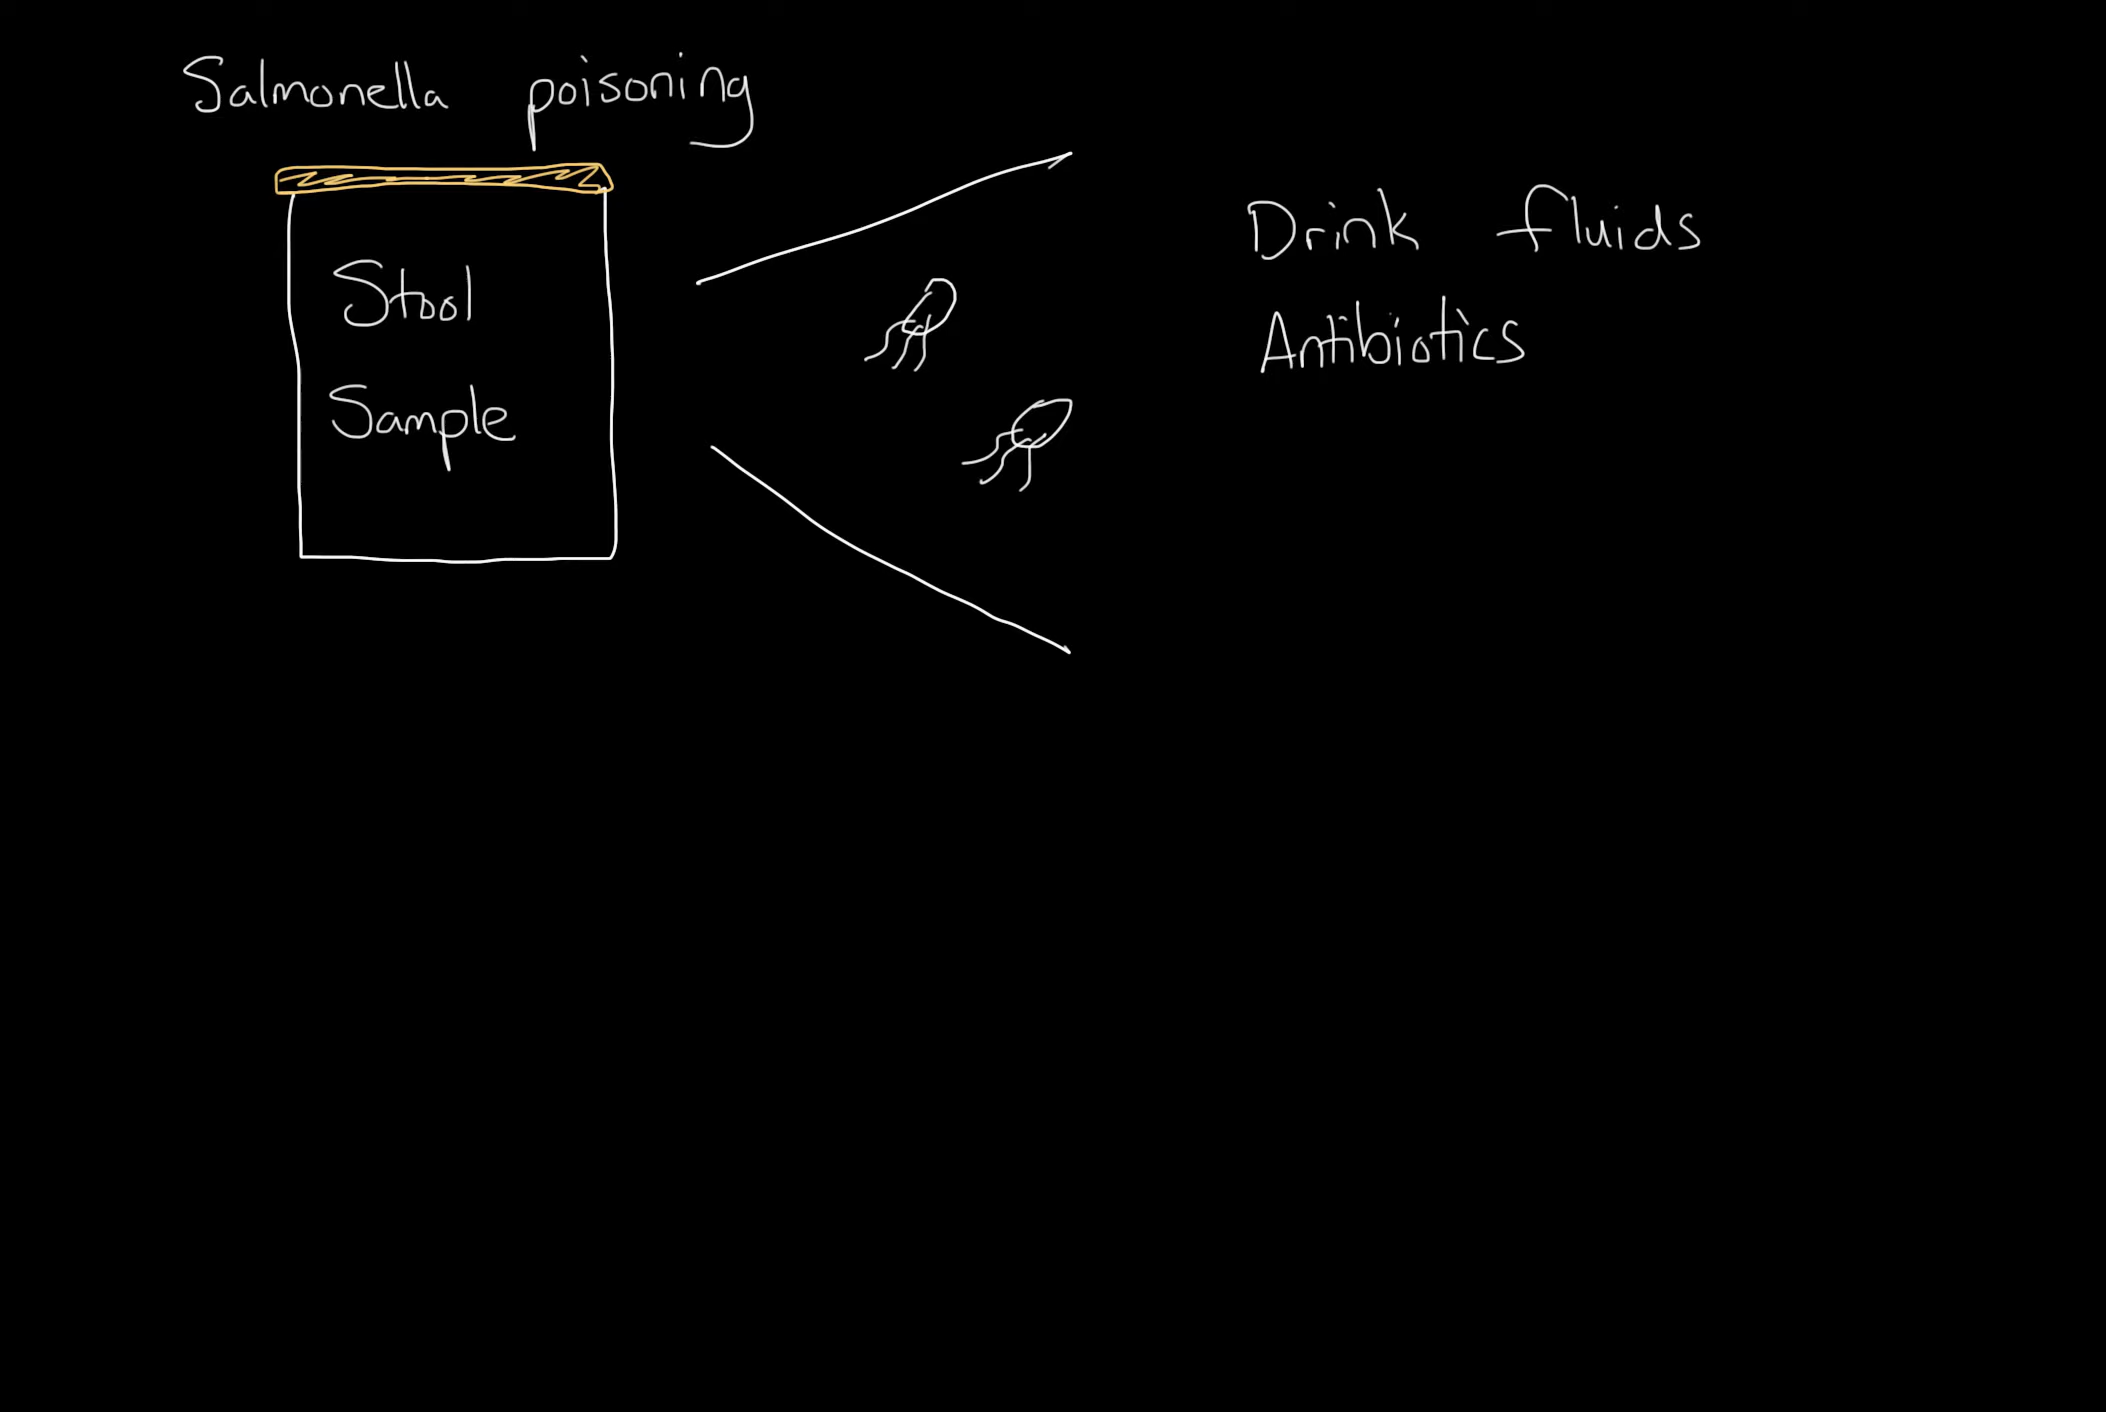 Salmonella poisoning
Stool
Sample
Drink fluids
Antibiotics